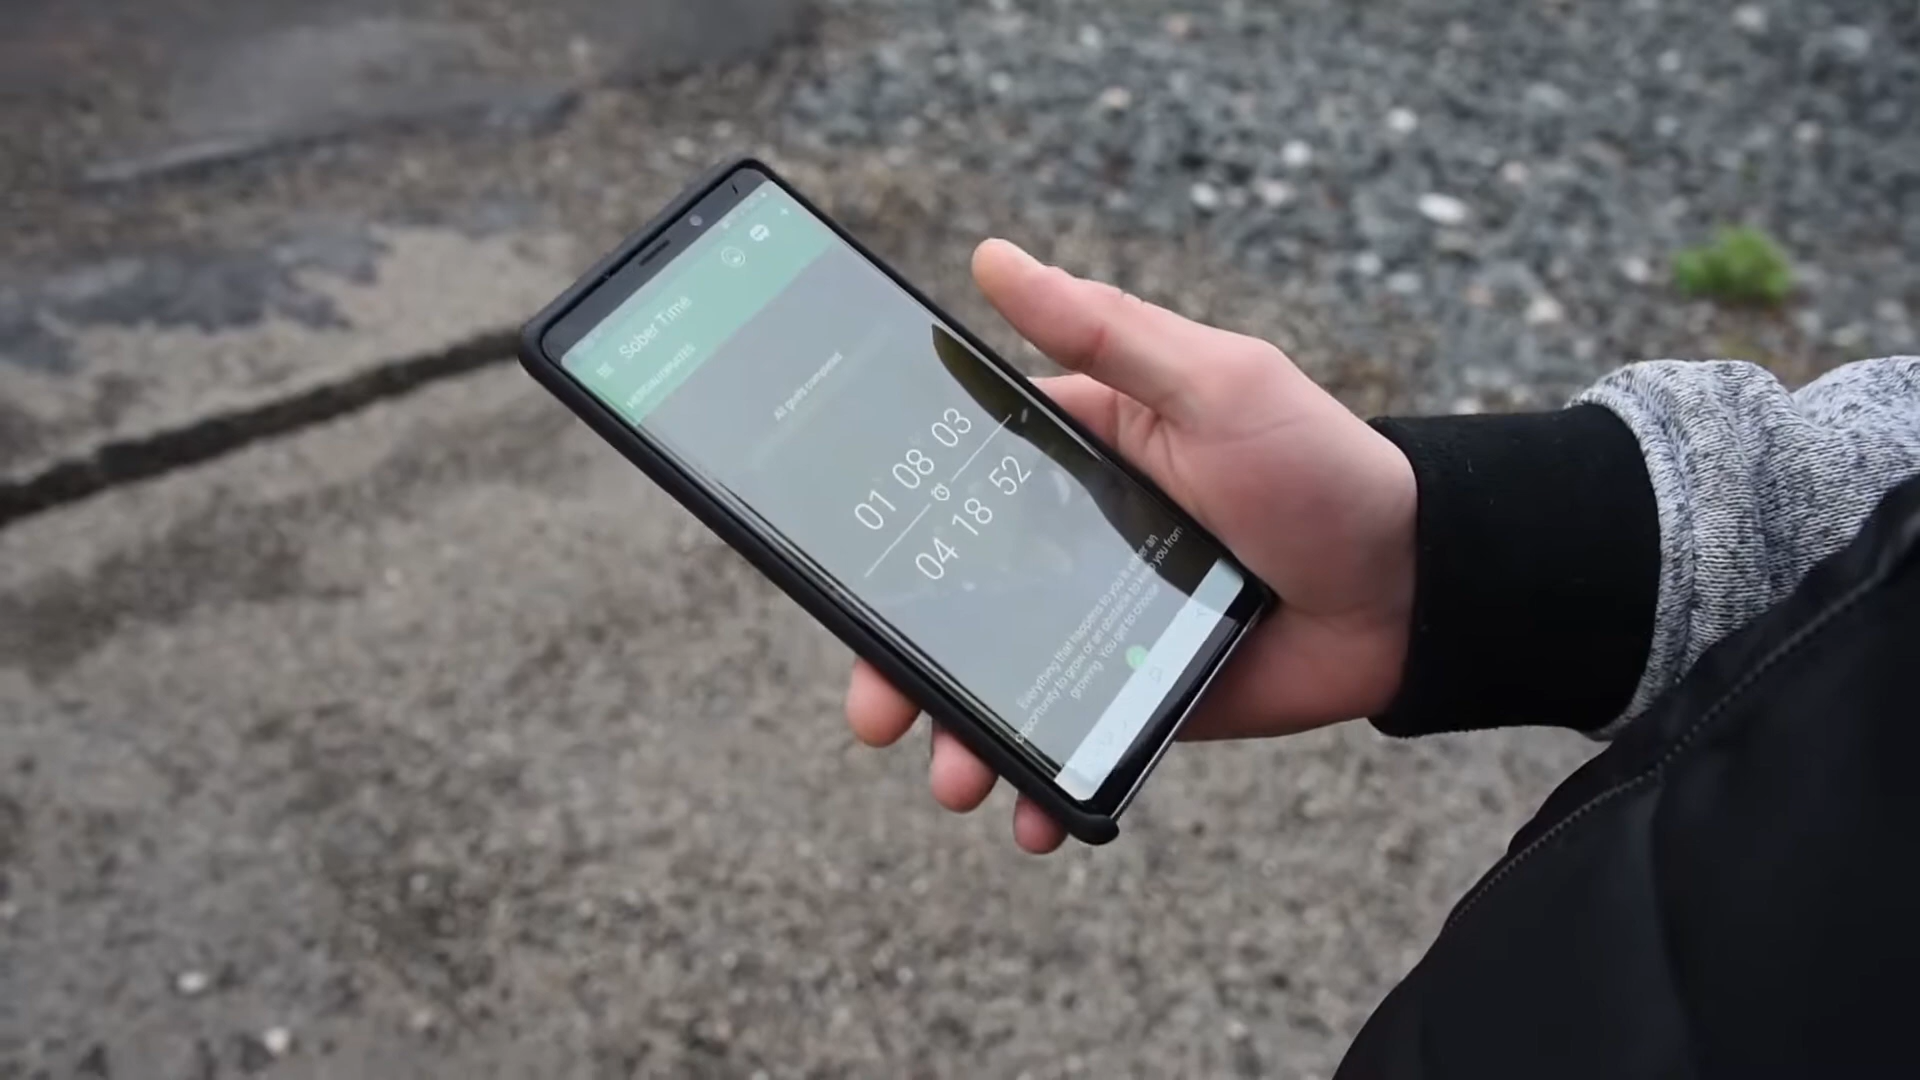 Sober Time
All goals completed
01 08 03
04 18 52
Everything that happens to you is either an
opportunity to grow or an obstacle to keep you from
growing. You get to choose